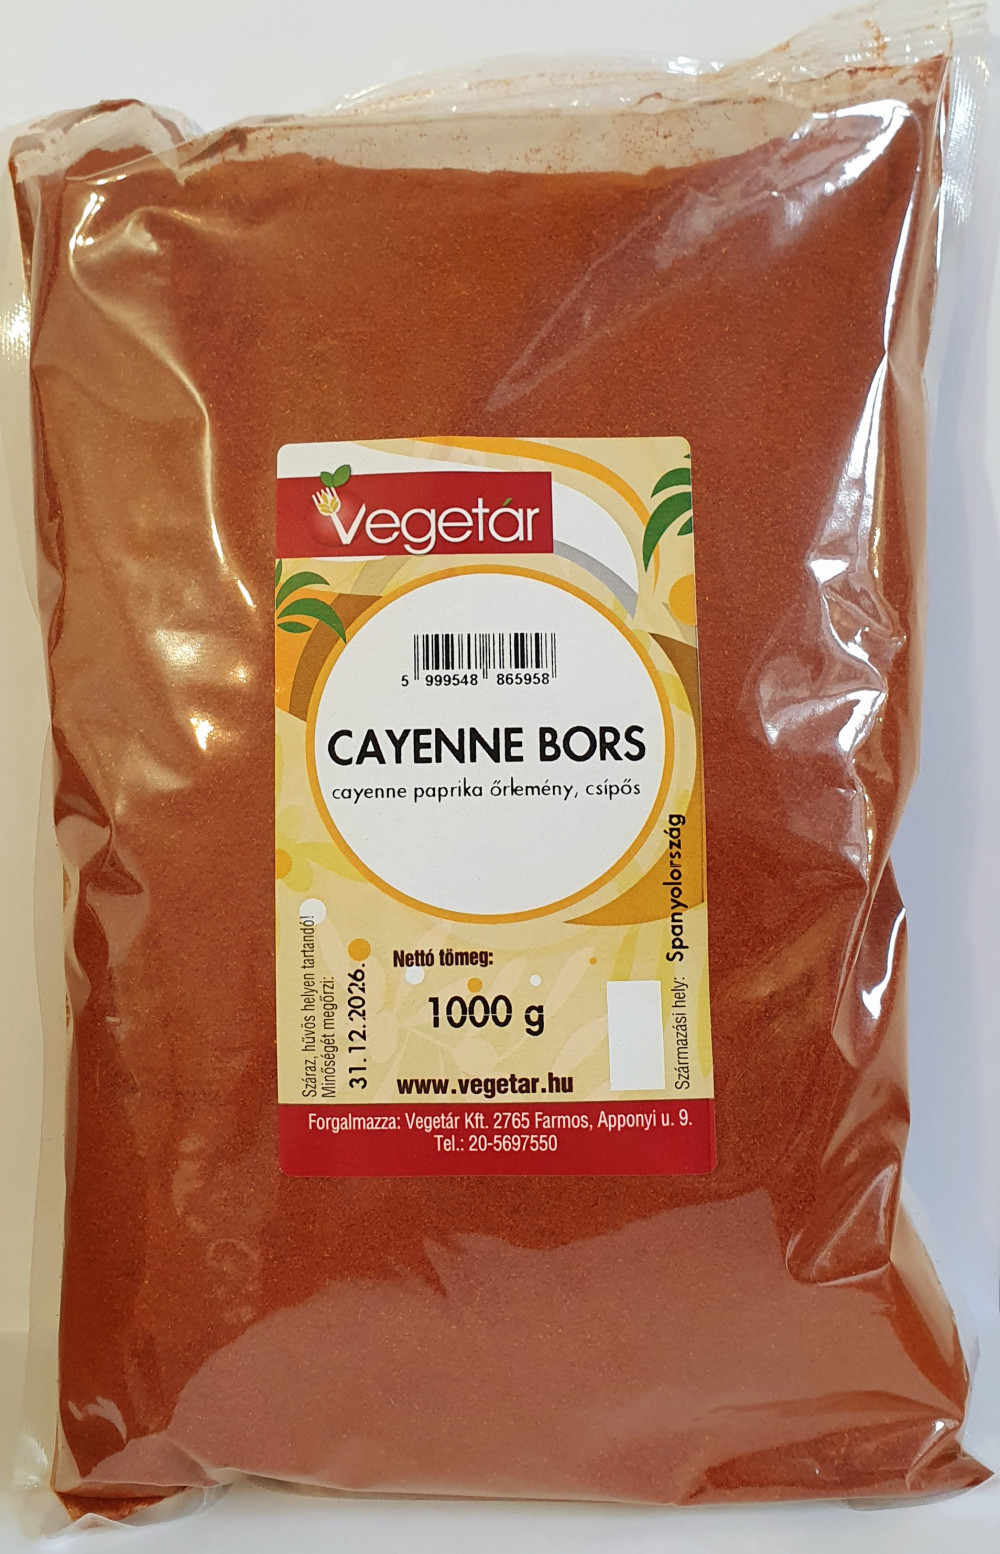 Vegetár
5 999548 865958
CAYENNE BORS
cayenne paprika őrlemény, csípős
Száraz, hűvös helyen tartandó!
Minőségét megőrzi:
31.12.2026.
Nettó tömeg:
1000 g
www.vegetar.hu
Származási hely: Spanyolország
Forgalmazza: Vegetár Kft. 2765 Farmos, Apponyi u. 9.
Tel.: 20-5697550